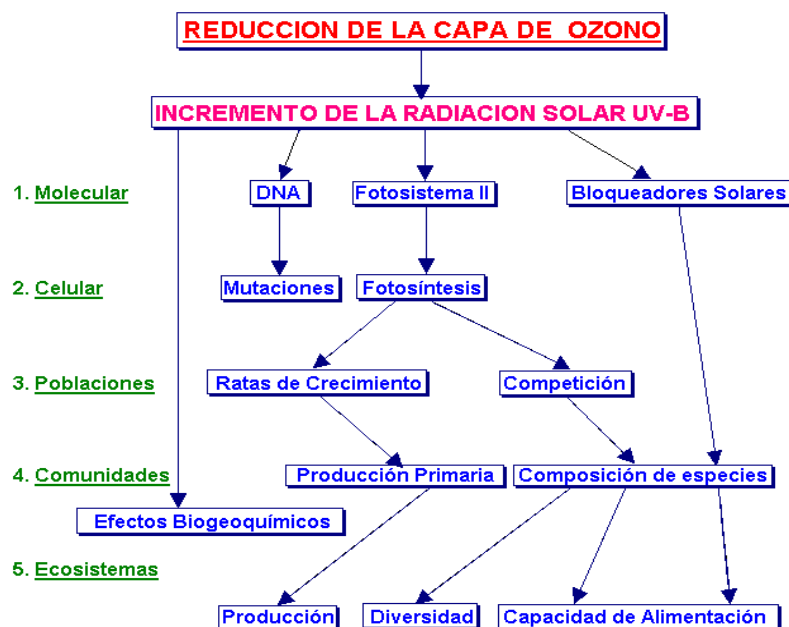 REDUCCION DE LA CAPA DE OZONO
INCREMENTO DE LA RADIACION SOLAR UV-B
1. Molecular
DNA
Fotosistema II
Bloqueadores Solares
2. Celular
Mutaciones
Fotosíntesis
3. Poblaciones
Ratas de Crecimiento
Competición
4. Comunidades
Producción Primaria
Composición de especies
Efectos Biogeoquímicos
5. Ecosistemas
Producción
Diversidad
Capacidad de Alimentación